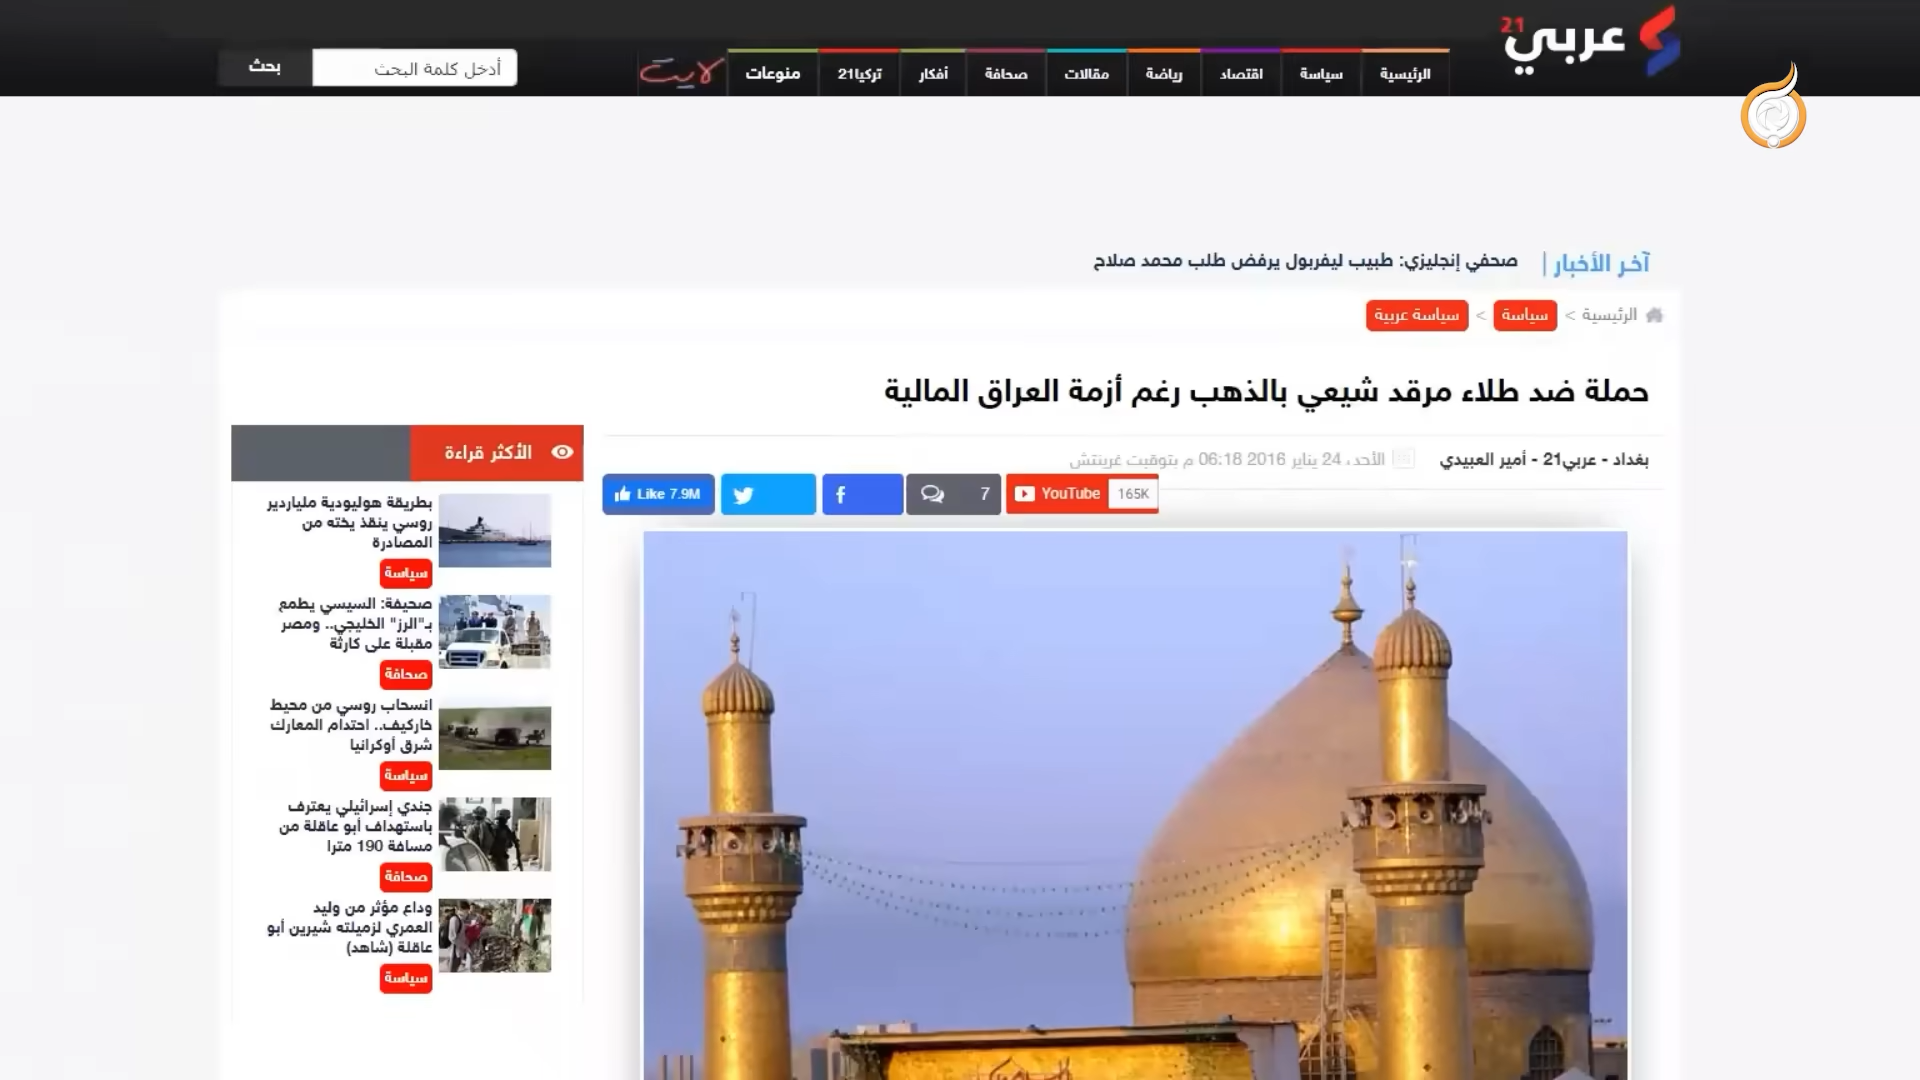 عربي21
الرئيسية
سياسة
اقتصاد
رياضة
مقالات
صحافة
أفكار
تركيا21
منوعات
لايت
أدخل كلمة البحث
بحث
آخر الأخبار | صحفي إنجليزي: طبيب ليفربول يرفض طلب محمد صلاح
الرئيسية > سياسة > سياسة عربية
حملة ضد طلاء مرقد شيعي بالذهب رغم أزمة العراق المالية
بغداد - عربي21 - أمير العبيدي
الأحد، 24 يناير 2016 06:18 م بتوقيت غرينتش
Like 7.9M
7
YouTube 165K
الأكثر قراءة
بطريقة هوليودية ملياردير
روسي ينقذ يخته من
المصادرة
سياسة
صحيفة: السيسي يطمع
بـ"الرز" الخليجي.. ومصر
مقبلة على كارثة
صحافة
انسحاب روسي من محيط
خاركيف.. احتدام المعارك
شرق أوكرانيا
سياسة
جندي إسرائيلي يعترف
باستهداف أبو عاقلة من
مسافة 190 مترا
صحافة
وداع مؤثر من وليد
العمري لزميلته شيرين أبو
عاقلة (شاهد)
سياسة